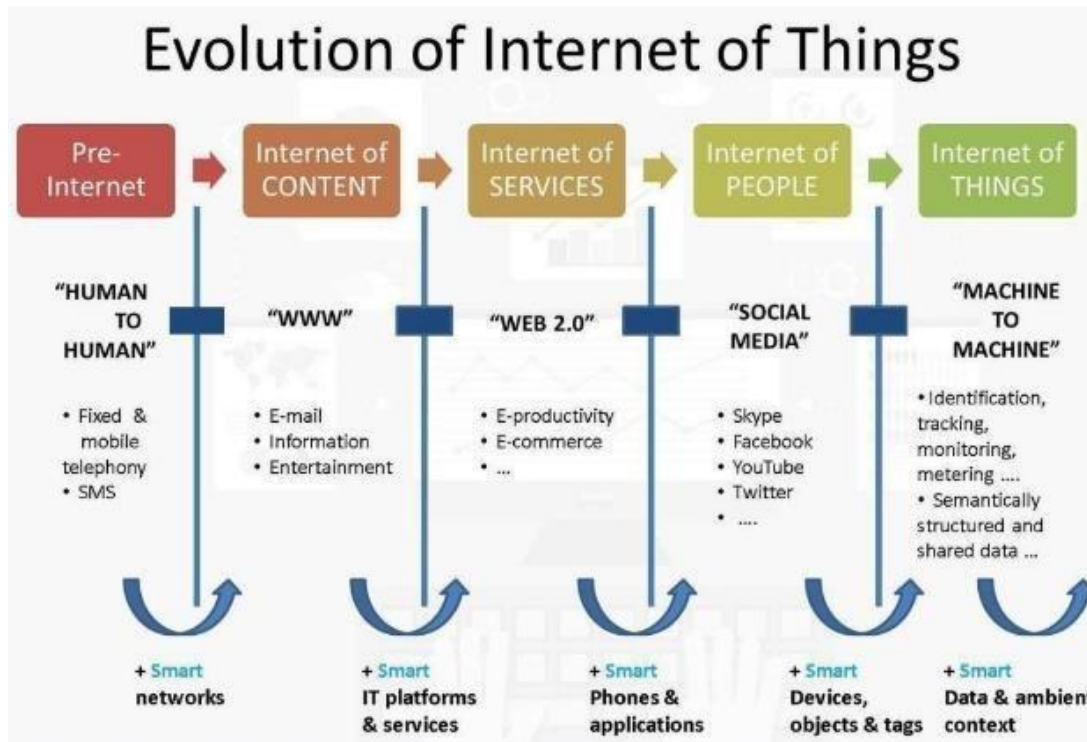 Evolution of Internet of Things
Pre-
Internet
Internet of
CONTENT
Internet of
SERVICES
Internet of
PEOPLE
Internet of
THINGS
“HUMAN
TO
HUMAN”
“WWW”
“WEB 2.0”
“SOCIAL
MEDIA”
“MACHINE
TO
MACHINE”
• Fixed &
mobile
telephony
• SMS
• E-mail
• Information
• Entertainment
• E-productivity
• E-commerce
• ...
• Skype
• Facebook
• YouTube
• Twitter
• ....
• Identification,
tracking,
monitoring,
metering ....
• Semantically
structured and
shared data ...
+ Smart
networks
+ Smart
IT platforms
& services
+ Smart
Phones &
applications
+ Smart
Devices,
objects & tags
+ Smart
Data & ambien
context